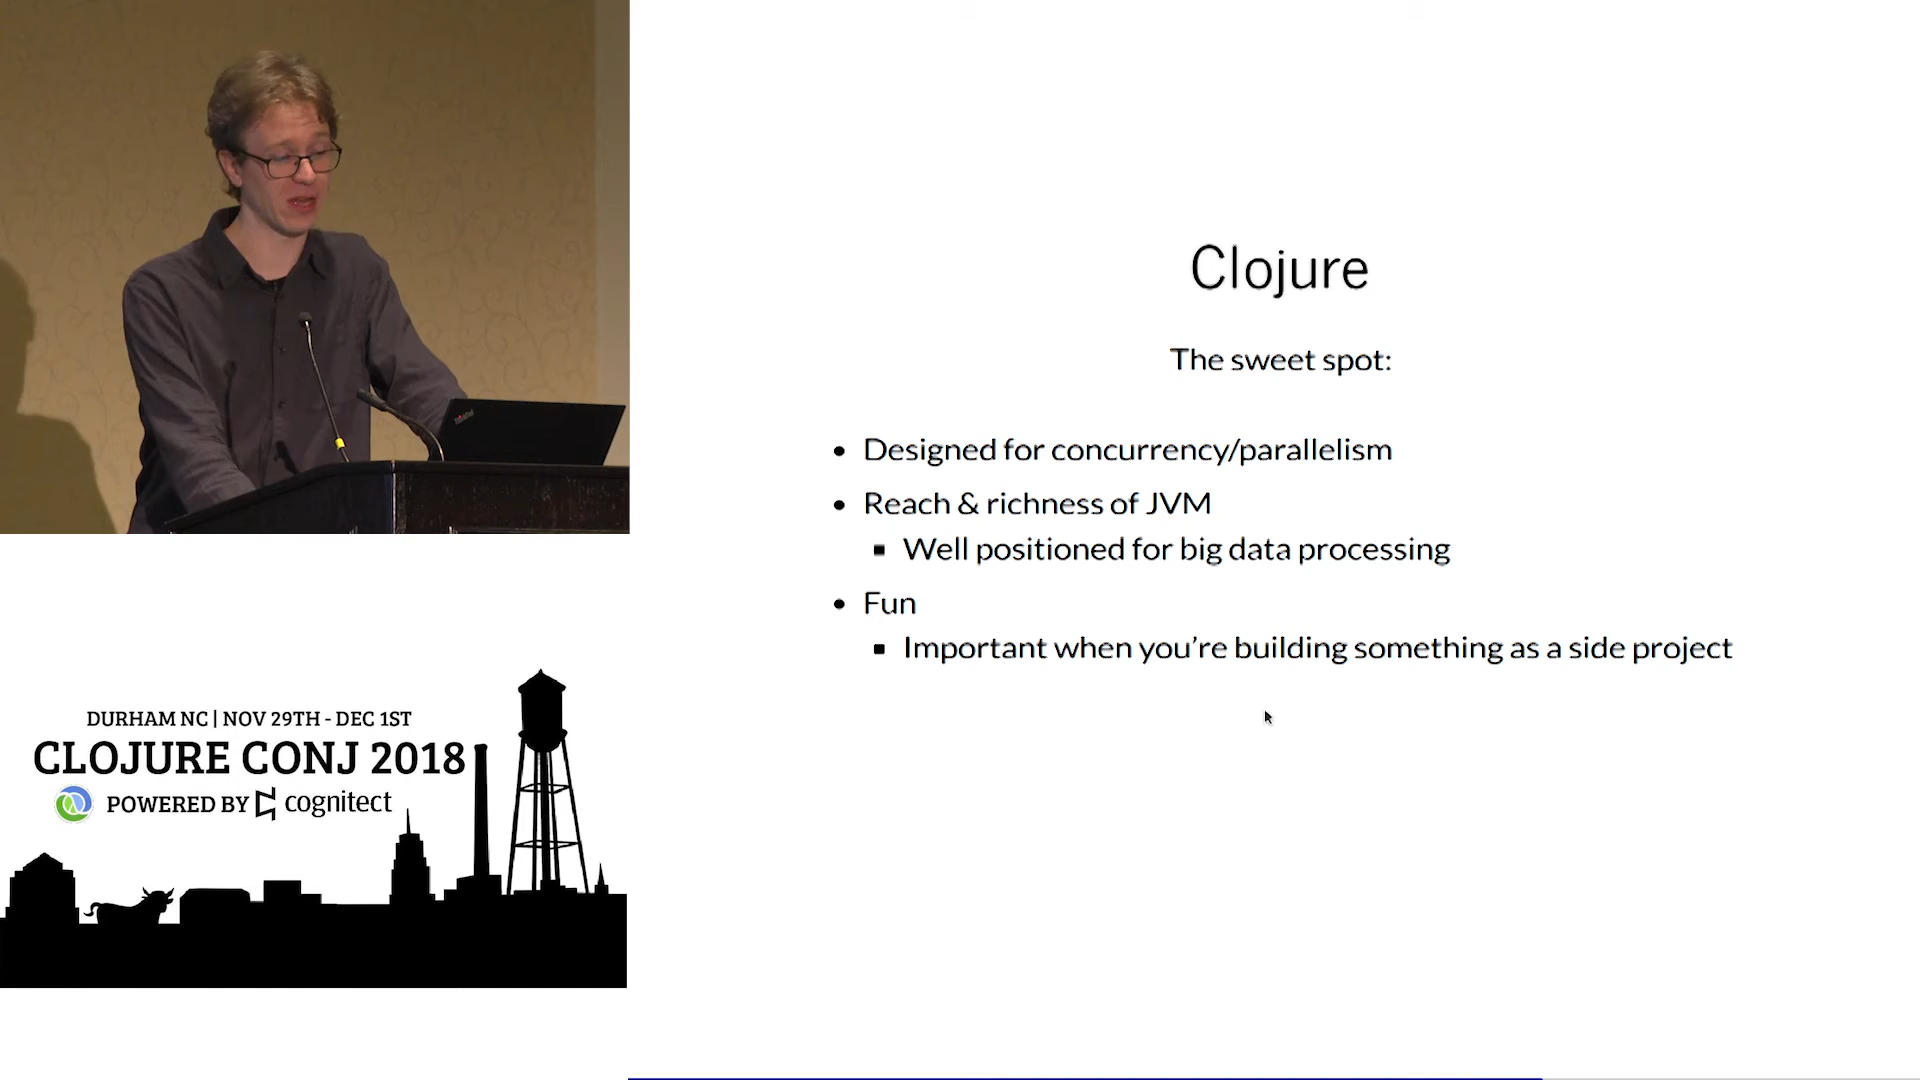 Clojure
The sweet spot:
Designed for concurrency/parallelism
Reach & richness of JVM
Well positioned for big data processing
Fun
Important when you're building something as a side project
DURHAM NC | NOV 29TH - DEC 1ST
CLOJURE CONJ 2018
POWERED BY cognitect